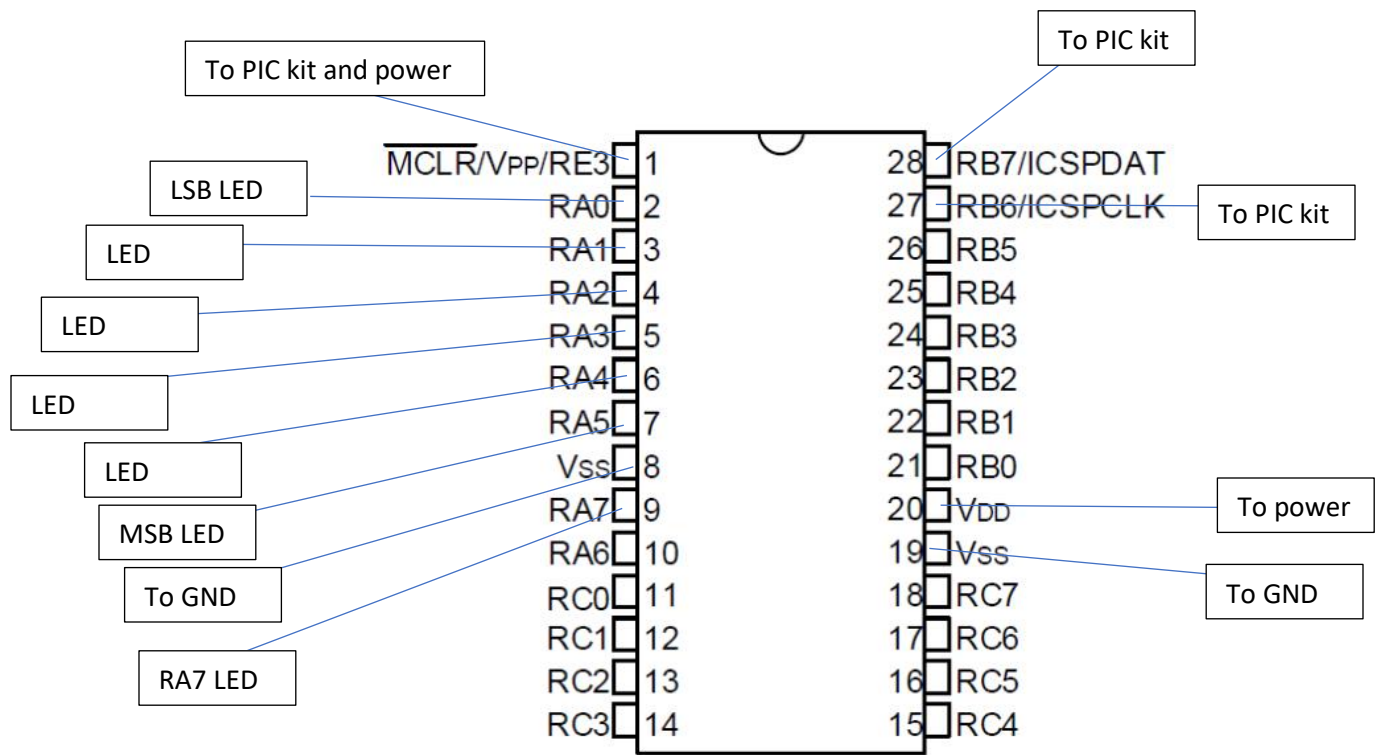 To PIC kit
To PIC kit and power
MCLR/VPP/RE3 1 28 RB7/ICSPDAT
LSB LED
RA0 2 27 RB6/ICSPCLK
To PIC kit
LED
RA1 3 26 RB5
RA2 4 25 RB4
LED
RA3 5 24 RB3
RA4 6 23 RB2
LED
RA5 7 22 RB1
LED
VSS 8 21 RB0
RA7 9 20 VDD
To power
MSB LED
RA6 10 19 VSS
To GND
RC0 11 18 RC7
To GND
RC1 12 17 RC6
RA7 LED
RC2 13 16 RC5
RC3 14 15 RC4